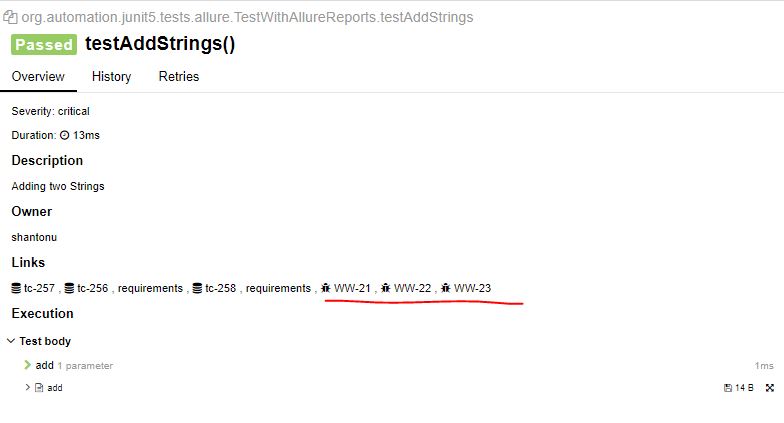 org.automation.junit5.tests.allure.TestWithAllureReports.testAddStrings
Passed testAddStrings()
Overview History Retries
Severity: critical
Duration: 13ms
Description
Adding two Strings
Owner
shantonu
Links
tc-257 , tc-256 , requirements , tc-258 , requirements , WW-21 , WW-22 , WW-23
Execution
Test body
add 1 parameter 1ms
add 14 B